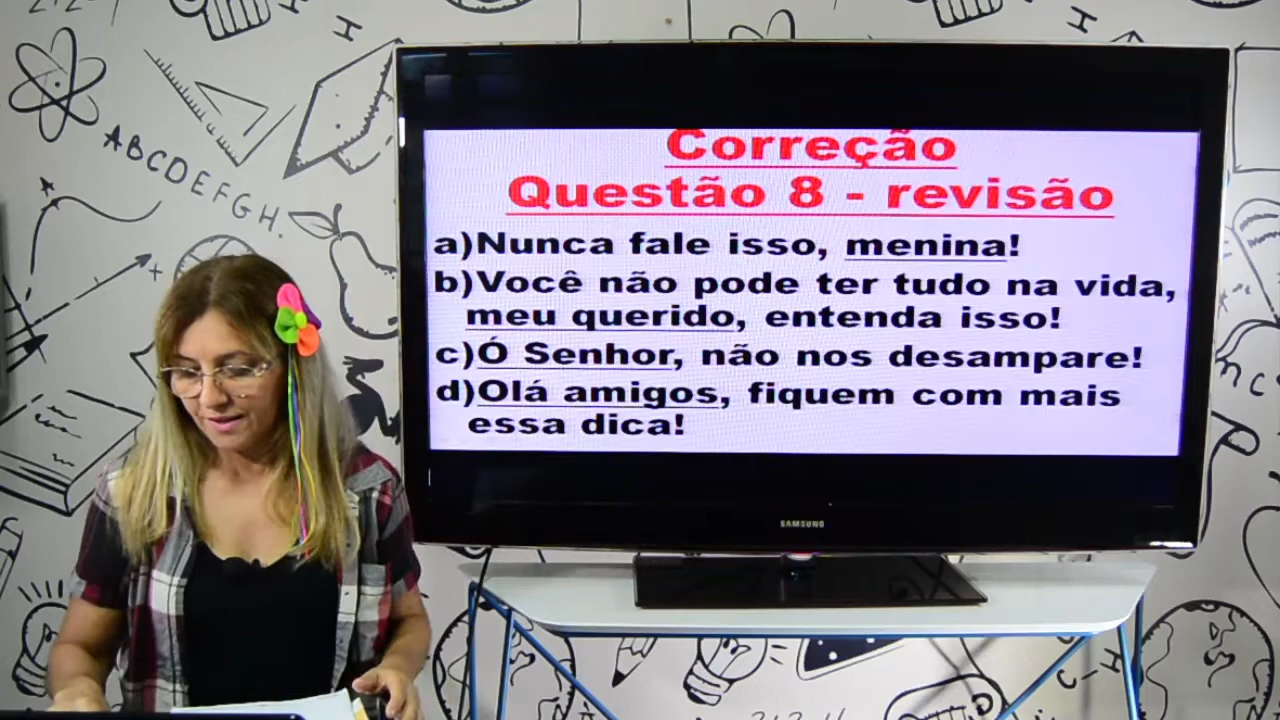 Correção
Questão 8 - revisão
a)Nunca fale isso, menina!
b)Você não pode ter tudo na vida,
meu querido, entenda isso!
c)Ó Senhor, não nos desampare!
d)Olá amigos, fiquem com mais
essa dica!
SAMSUNG
ABCDEFGH.